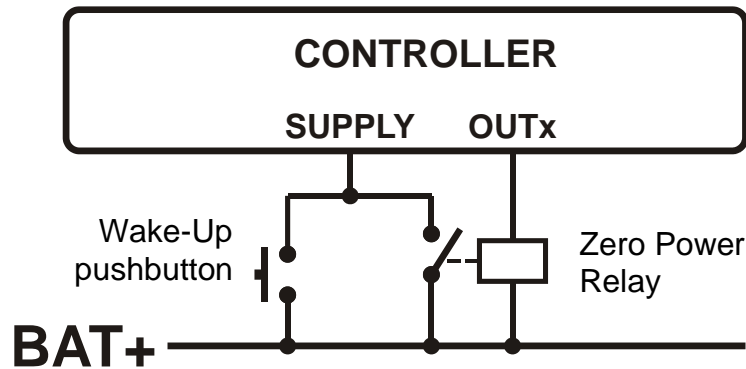 CONTROLLER
SUPPLY OUTx
Wake-Up
pushbutton
Zero Power
Relay
BAT+